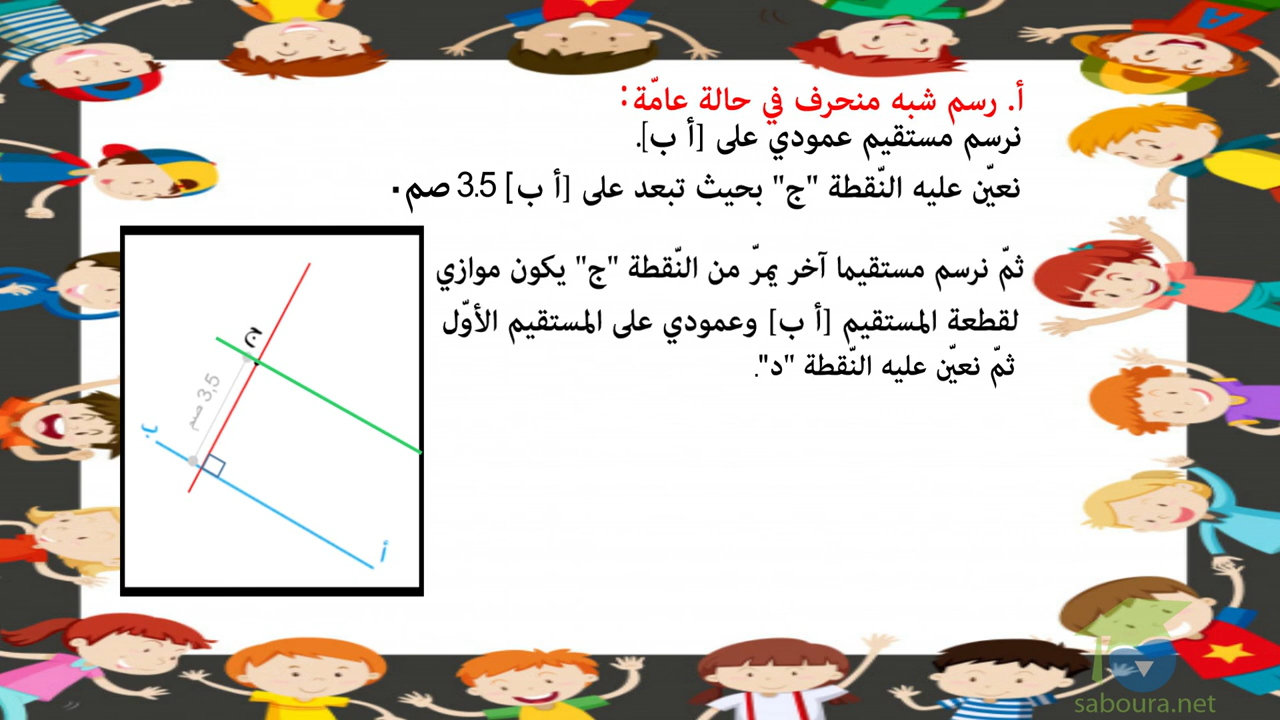 أ. رسم شبه منحرف في حالة عامّة:
نرسم مستقيم عمودي على [أ ب].
نعيّن عليه النّقطة "ج" بحيث تبعد على [أ ب] 3.5 صم.
ثمّ نرسم مستقيما آخر يمرّ من النّقطة "ج" يكون موازي
لقطعة المستقيم [أ ب] وعمودي على المستقيم الأوّل
ثمّ نعيّن عليه النّقطة "د".
ج
3,5 صم
ب
أ
saboura.net